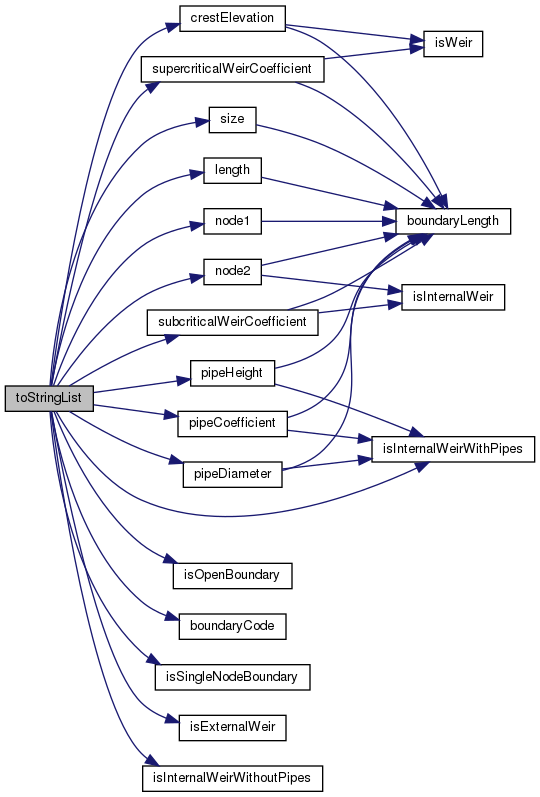 crestElevation
isWeir
supercriticalWeirCoefficient
size
length
node1
boundaryLength
node2
isInternalWeir
subcriticalWeirCoefficient
pipeHeight
toStringList
pipeCoefficient
isInternalWeirWithPipes
pipeDiameter
isOpenBoundary
boundaryCode
isSingleNodeBoundary
isExternalWeir
isInternalWeirWithoutPipes